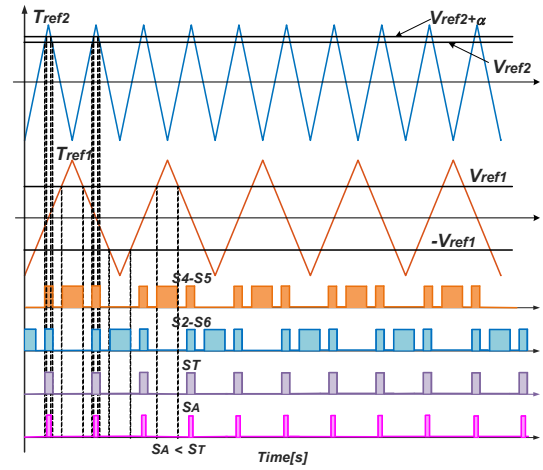 Tref2
Vref2+α
Vref2
Tref1
Vref1
-Vref1
S4-S5
S2-S6
ST
SA
SA < ST
Time[s]